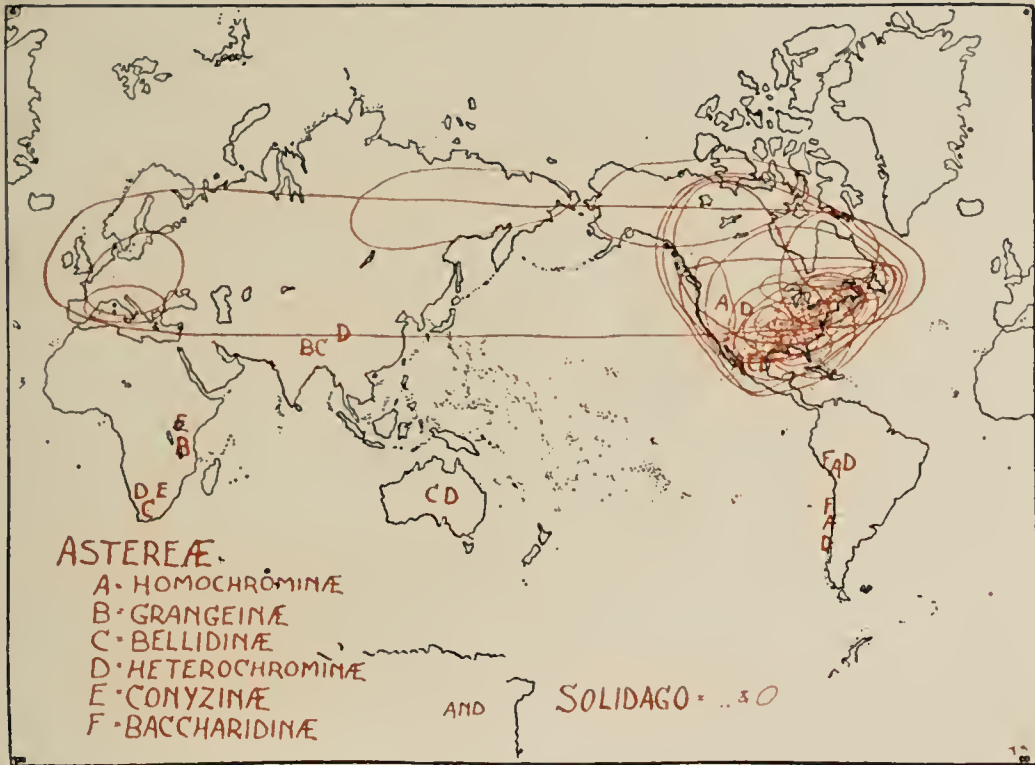 A D
D
BC
E
B
D E
C
C D
F A D
F
A
D
ASTEREÆ.
A = HOMOCHROMINÆ
B = GRANGEINÆ
C = BELLIDINÆ
D = HETEROCHROMINÆ
E = CONYZINÆ
F = BACCHARIDINÆ
AND SOLIDAGO = .. & O